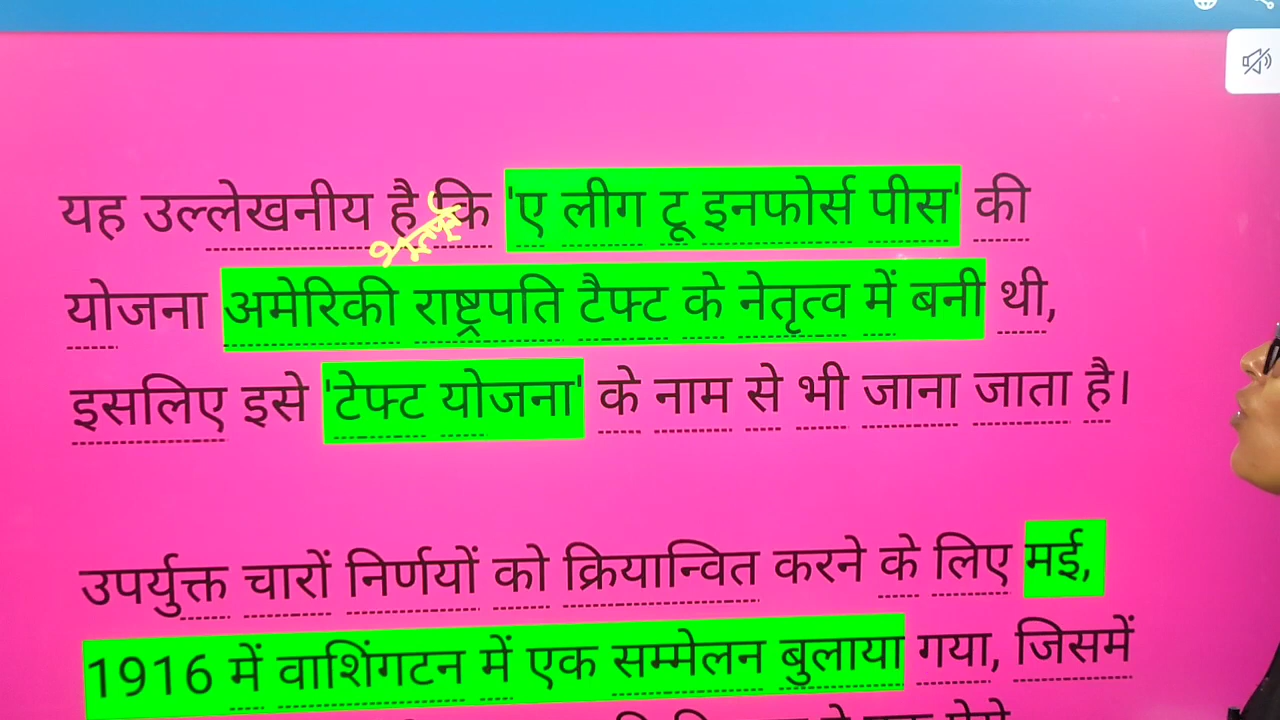 यह उल्लेखनीय है कि 'ए लीग टू इनफोर्स पीस' की
भूतपूर्व
योजना अमेरिकी राष्ट्रपति टैफ्ट के नेतृत्व में बनी थी,
इसलिए इसे 'टेफ्ट योजना' के नाम से भी जाना जाता है।
उपर्युक्त चारों निर्णयों को क्रियान्वित करने के लिए मई,
1916 में वाशिंगटन में एक सम्मेलन बुलाया गया, जिसमें